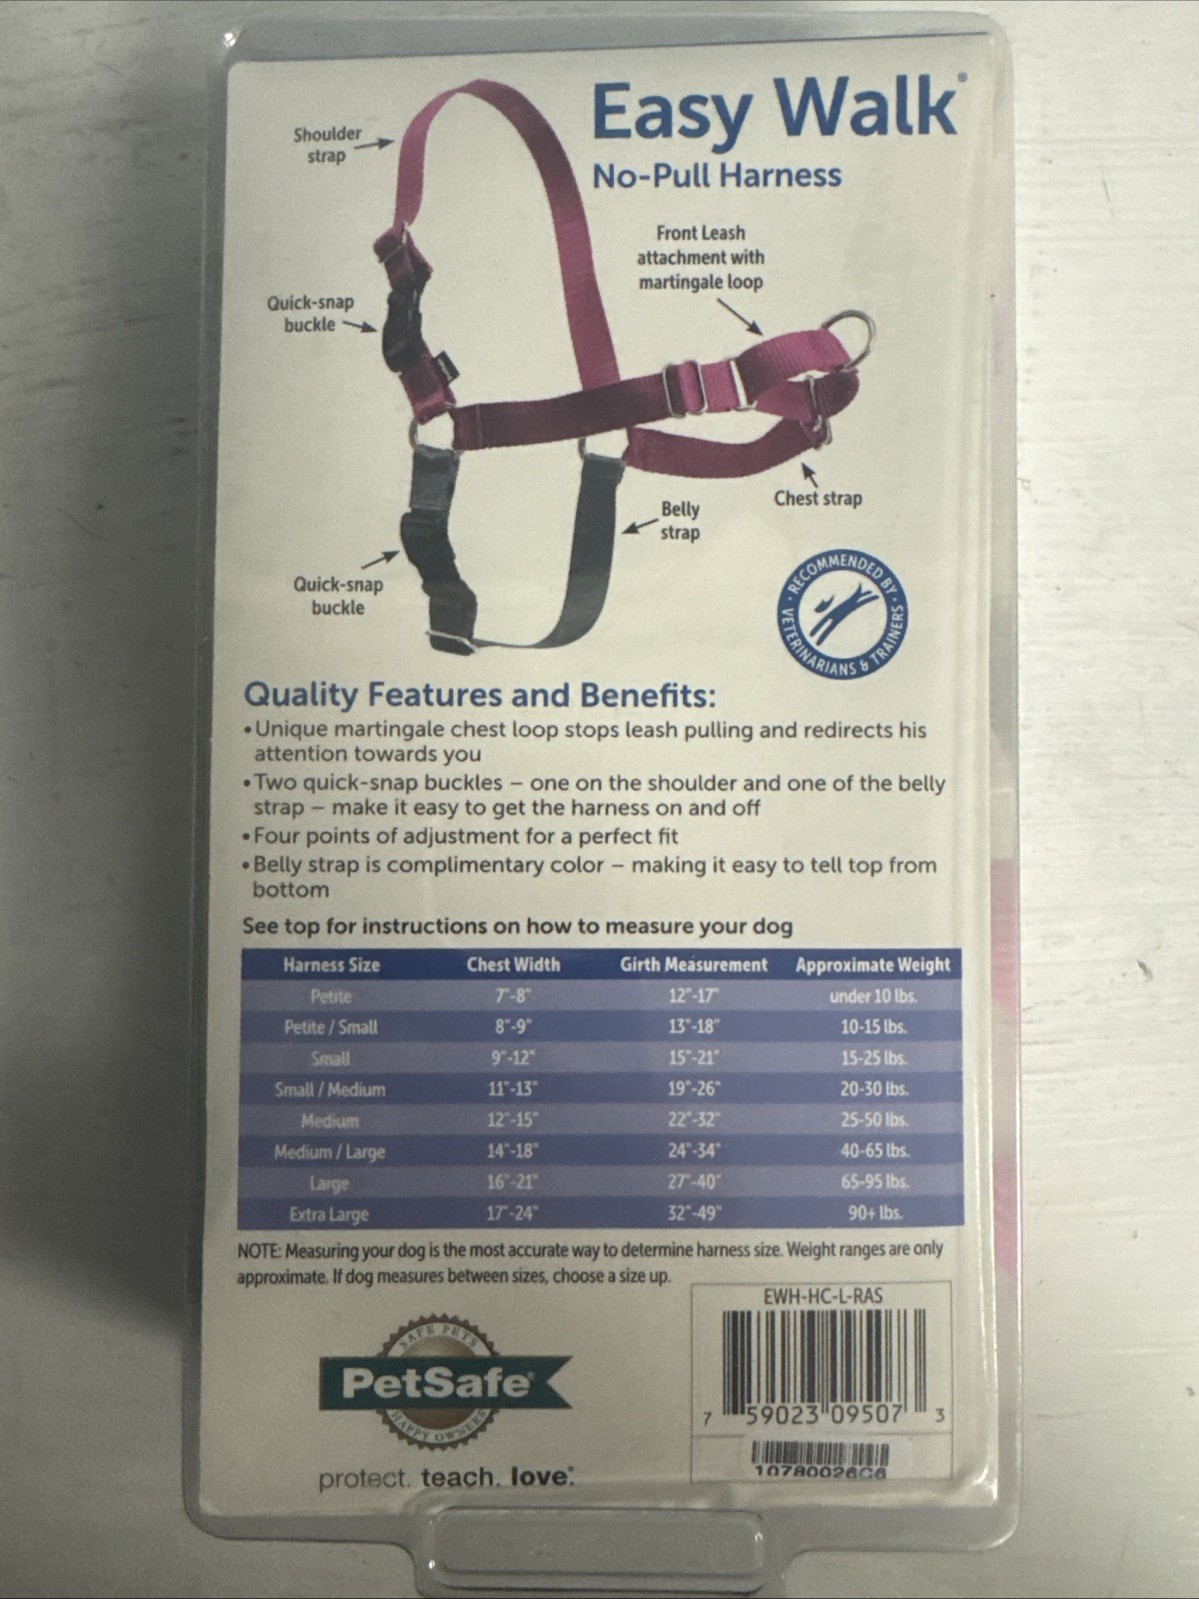 Easy Walk®
No-Pull Harness
Shoulder
strap
Front Leash
attachment with
martingale loop
Quick-snap
buckle
Chest strap
Belly
strap
Quick-snap
buckle
RECOMMENDED BY · VETERINARIANS & TRAINERS ·
Quality Features and Benefits:
•Unique martingale chest loop stops leash pulling and redirects his
attention towards you
•Two quick-snap buckles – one on the shoulder and one of the belly
strap – make it easy to get the harness on and off
•Four points of adjustment for a perfect fit
•Belly strap is complimentary color – making it easy to tell top from
bottom
See top for instructions on how to measure your dog
Harness Size Chest Width Girth Measurement Approximate Weight
Petite 7"-8" 12"-17" under 10 lbs.
Petite / Small 8"-9" 13"-18" 10-15 lbs.
Small 9"-12" 15"-21" 15-25 lbs.
Small / Medium 11"-13" 19"-26" 20-30 lbs.
Medium 12"-15" 22"-32" 25-50 lbs.
Medium / Large 14"-18" 24"-34" 40-65 lbs.
Large 16"-21" 27"-40" 65-95 lbs.
Extra Large 17"-24" 32"-49" 90+ lbs.
NOTE: Measuring your dog is the most accurate way to determine harness size. Weight ranges are only
approximate. If dog measures between sizes, choose a size up.
EWH-HC-L-RAS
7 59023 09507 3
SAFE PETS
PetSafe®
HAPPY OWNERS
protect. teach. love.